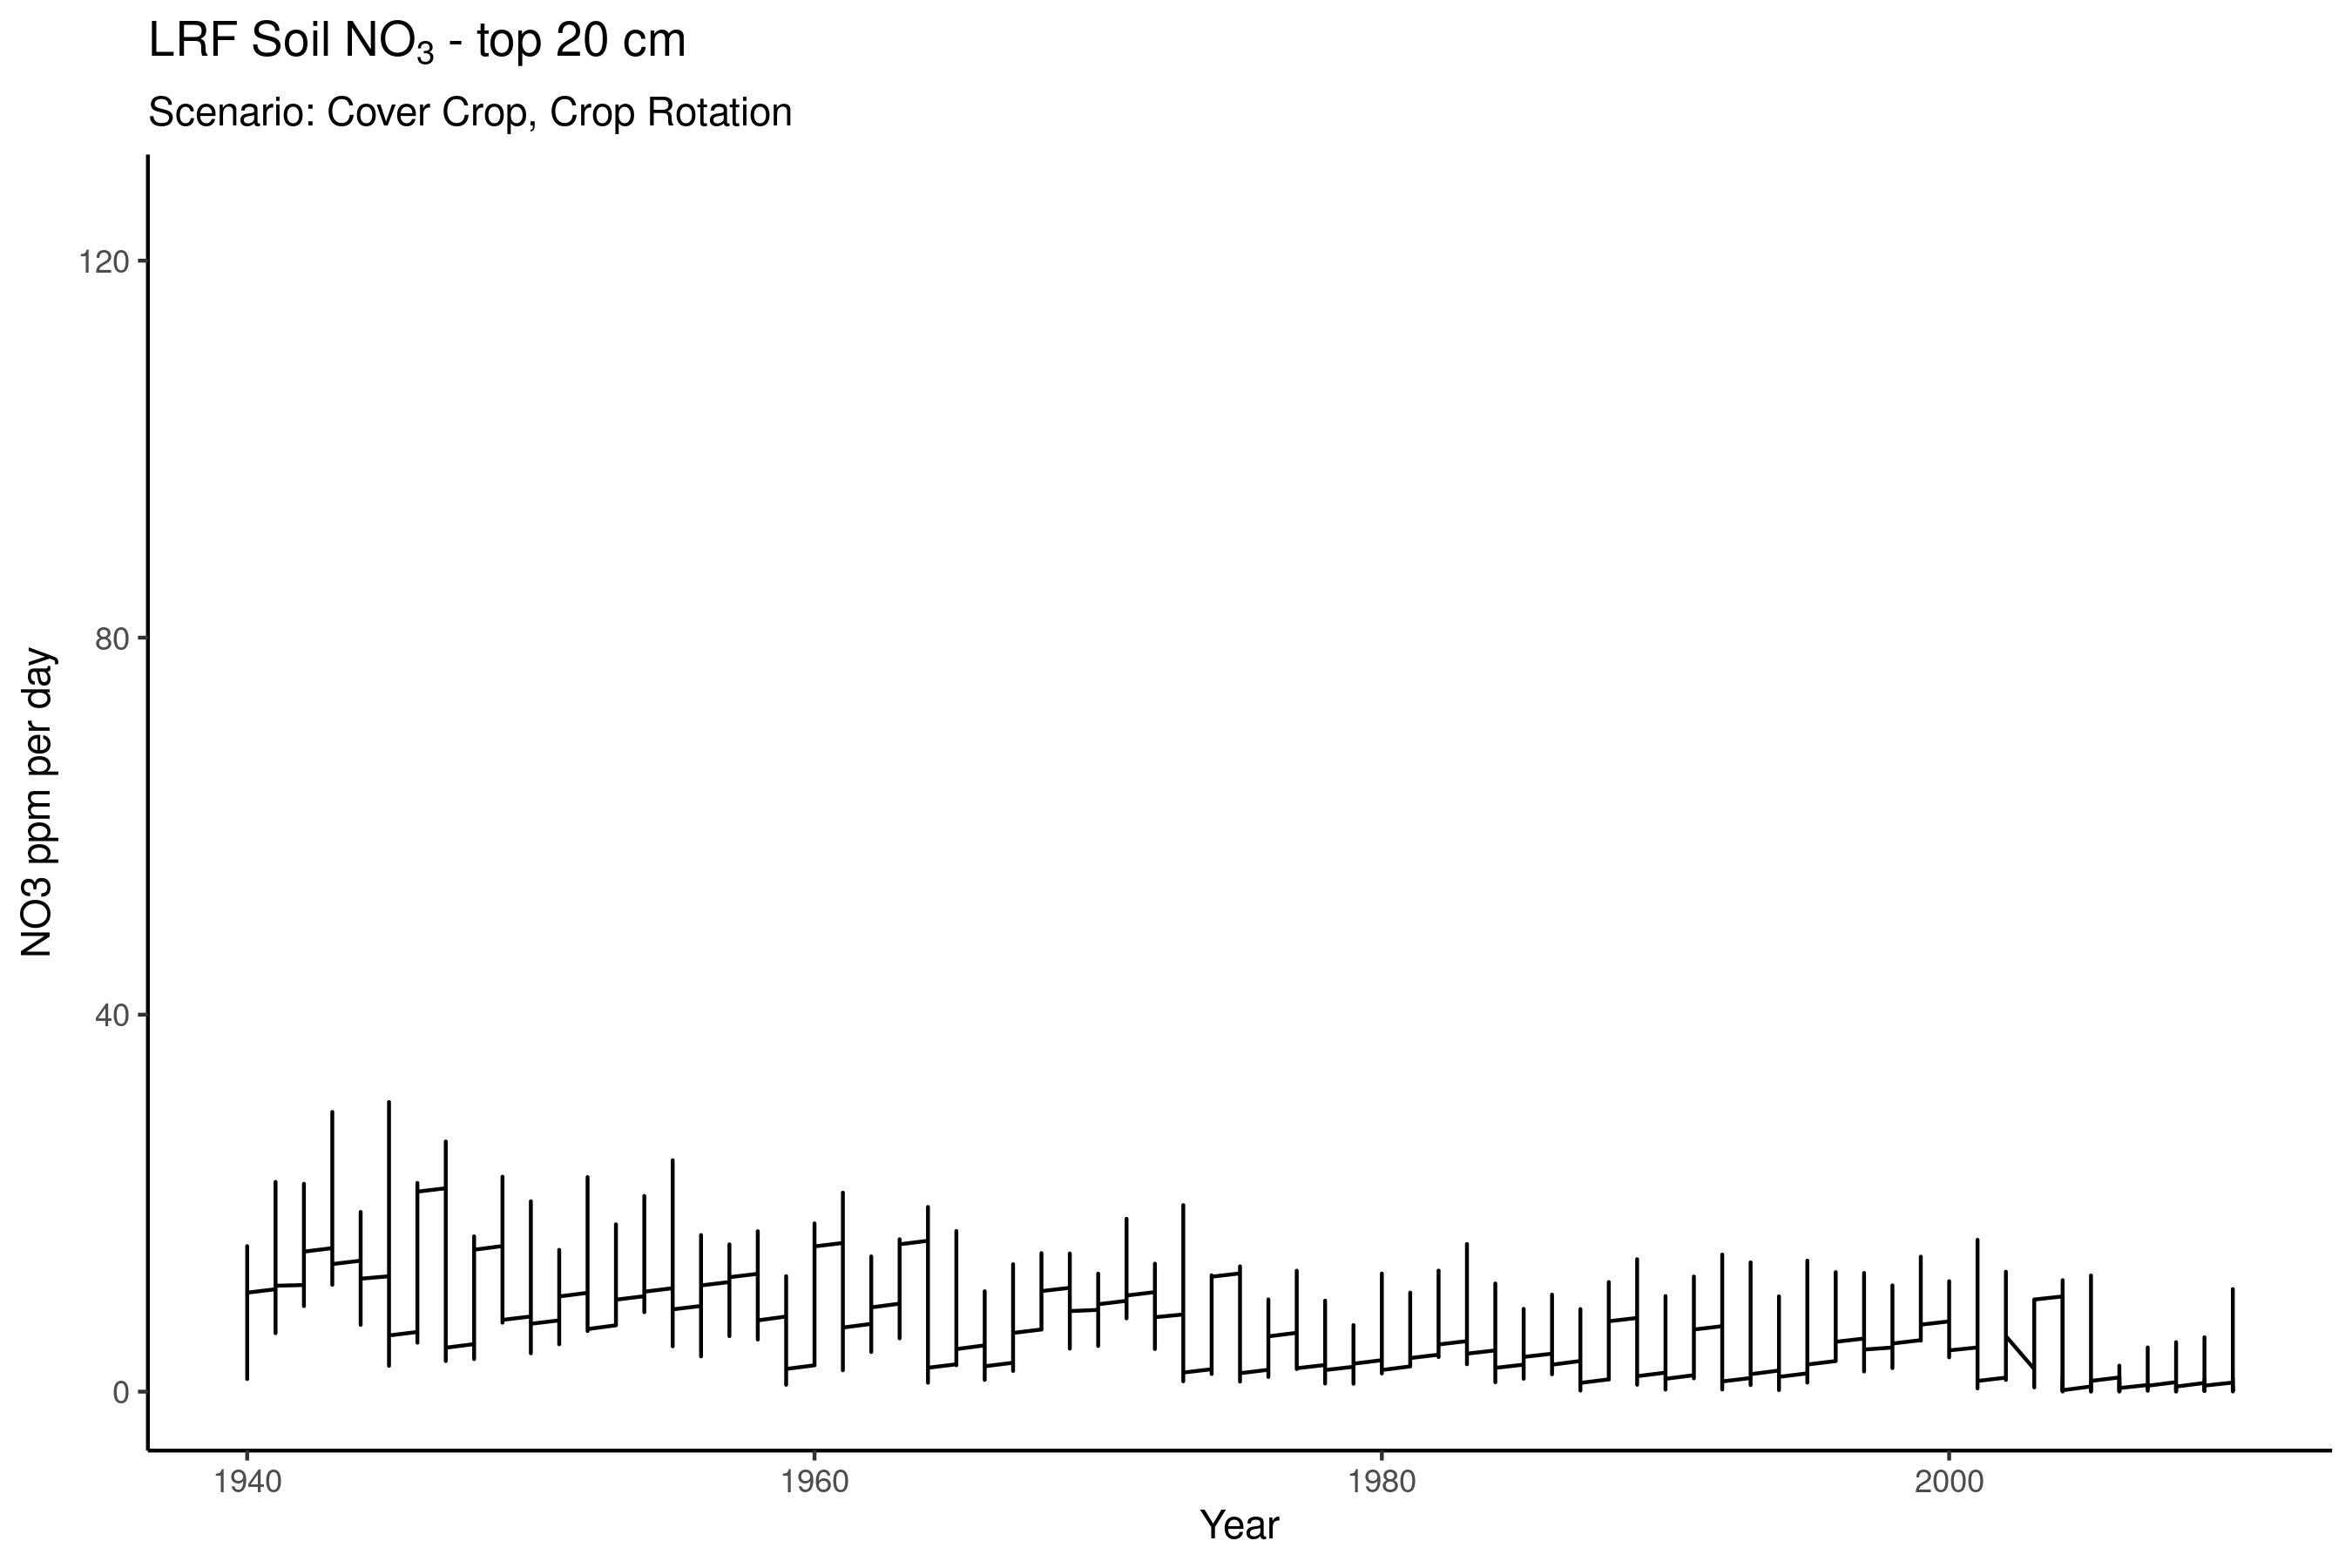 LRF Soil NO₃ - top 20 cm
Scenario: Cover Crop, Crop Rotation
120
80
40
0
NO3 ppm per day
1940 1960 1980 2000
Year